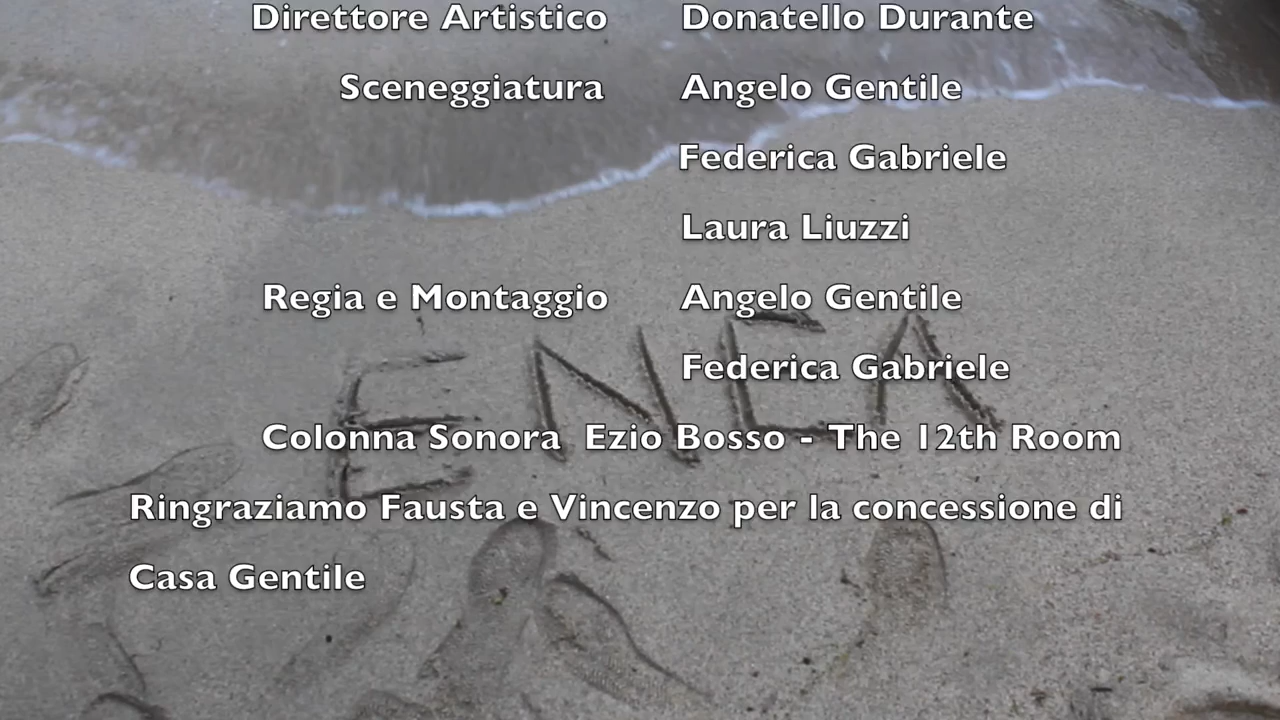 Direttore Artistico Donatello Durante
Sceneggiatura Angelo Gentile
Federica Gabriele
Laura Liuzzi
Regia e Montaggio Angelo Gentile
Federica Gabriele
Colonna Sonora Ezio Bosso - The 12th Room
Ringraziamo Fausta e Vincenzo per la concessione di
Casa Gentile
ENEA